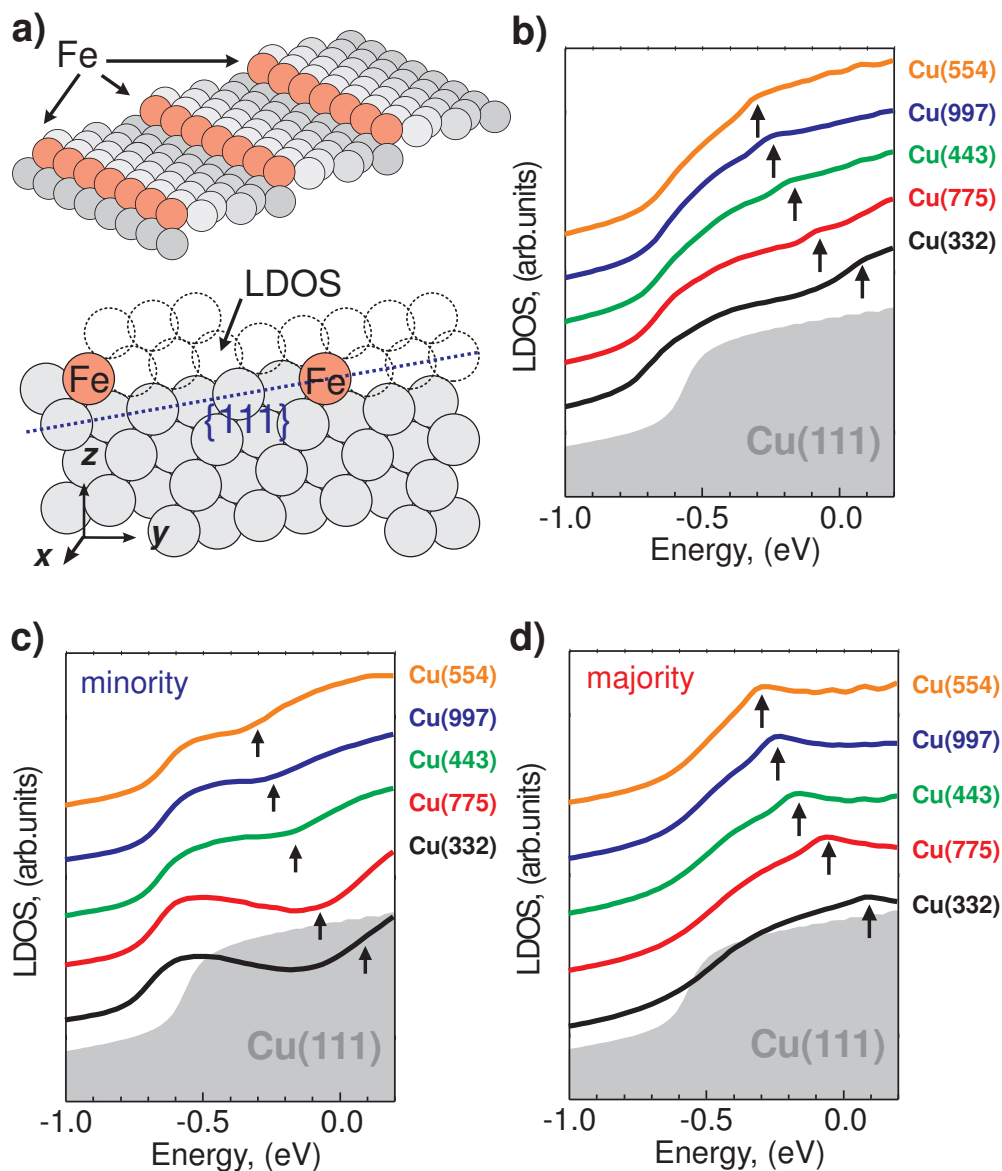 a)
Fe
LDOS
Fe
Fe
{111}
z
x
y
b)
LDOS, (arb.units)
Cu(554)
Cu(997)
Cu(443)
Cu(775)
Cu(332)
Cu(111)
-1.0
-0.5
0.0
Energy, (eV)
c)
minority
LDOS, (arb.units)
Cu(554)
Cu(997)
Cu(443)
Cu(775)
Cu(332)
Cu(111)
-1.0
-0.5
0.0
Energy, (eV)
d)
majority
LDOS, (arb.units)
Cu(554)
Cu(997)
Cu(443)
Cu(775)
Cu(332)
Cu(111)
-1.0
-0.5
0.0
Energy, (eV)